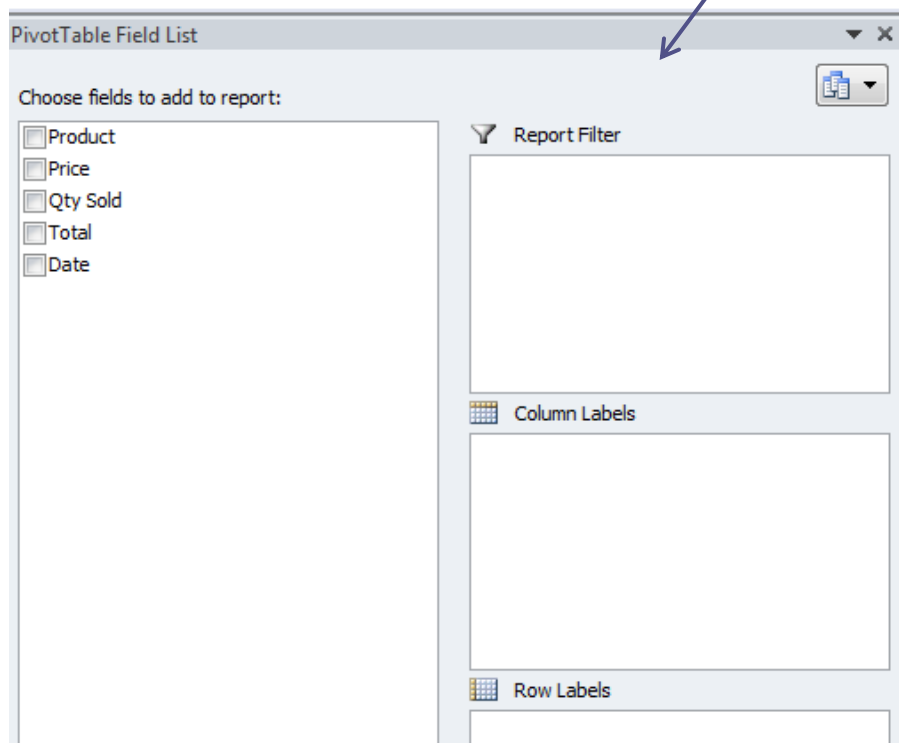 PivotTable Field List
Choose fields to add to report:
Product
Price
Qty Sold
Total
Date
Report Filter
Column Labels
Row Labels